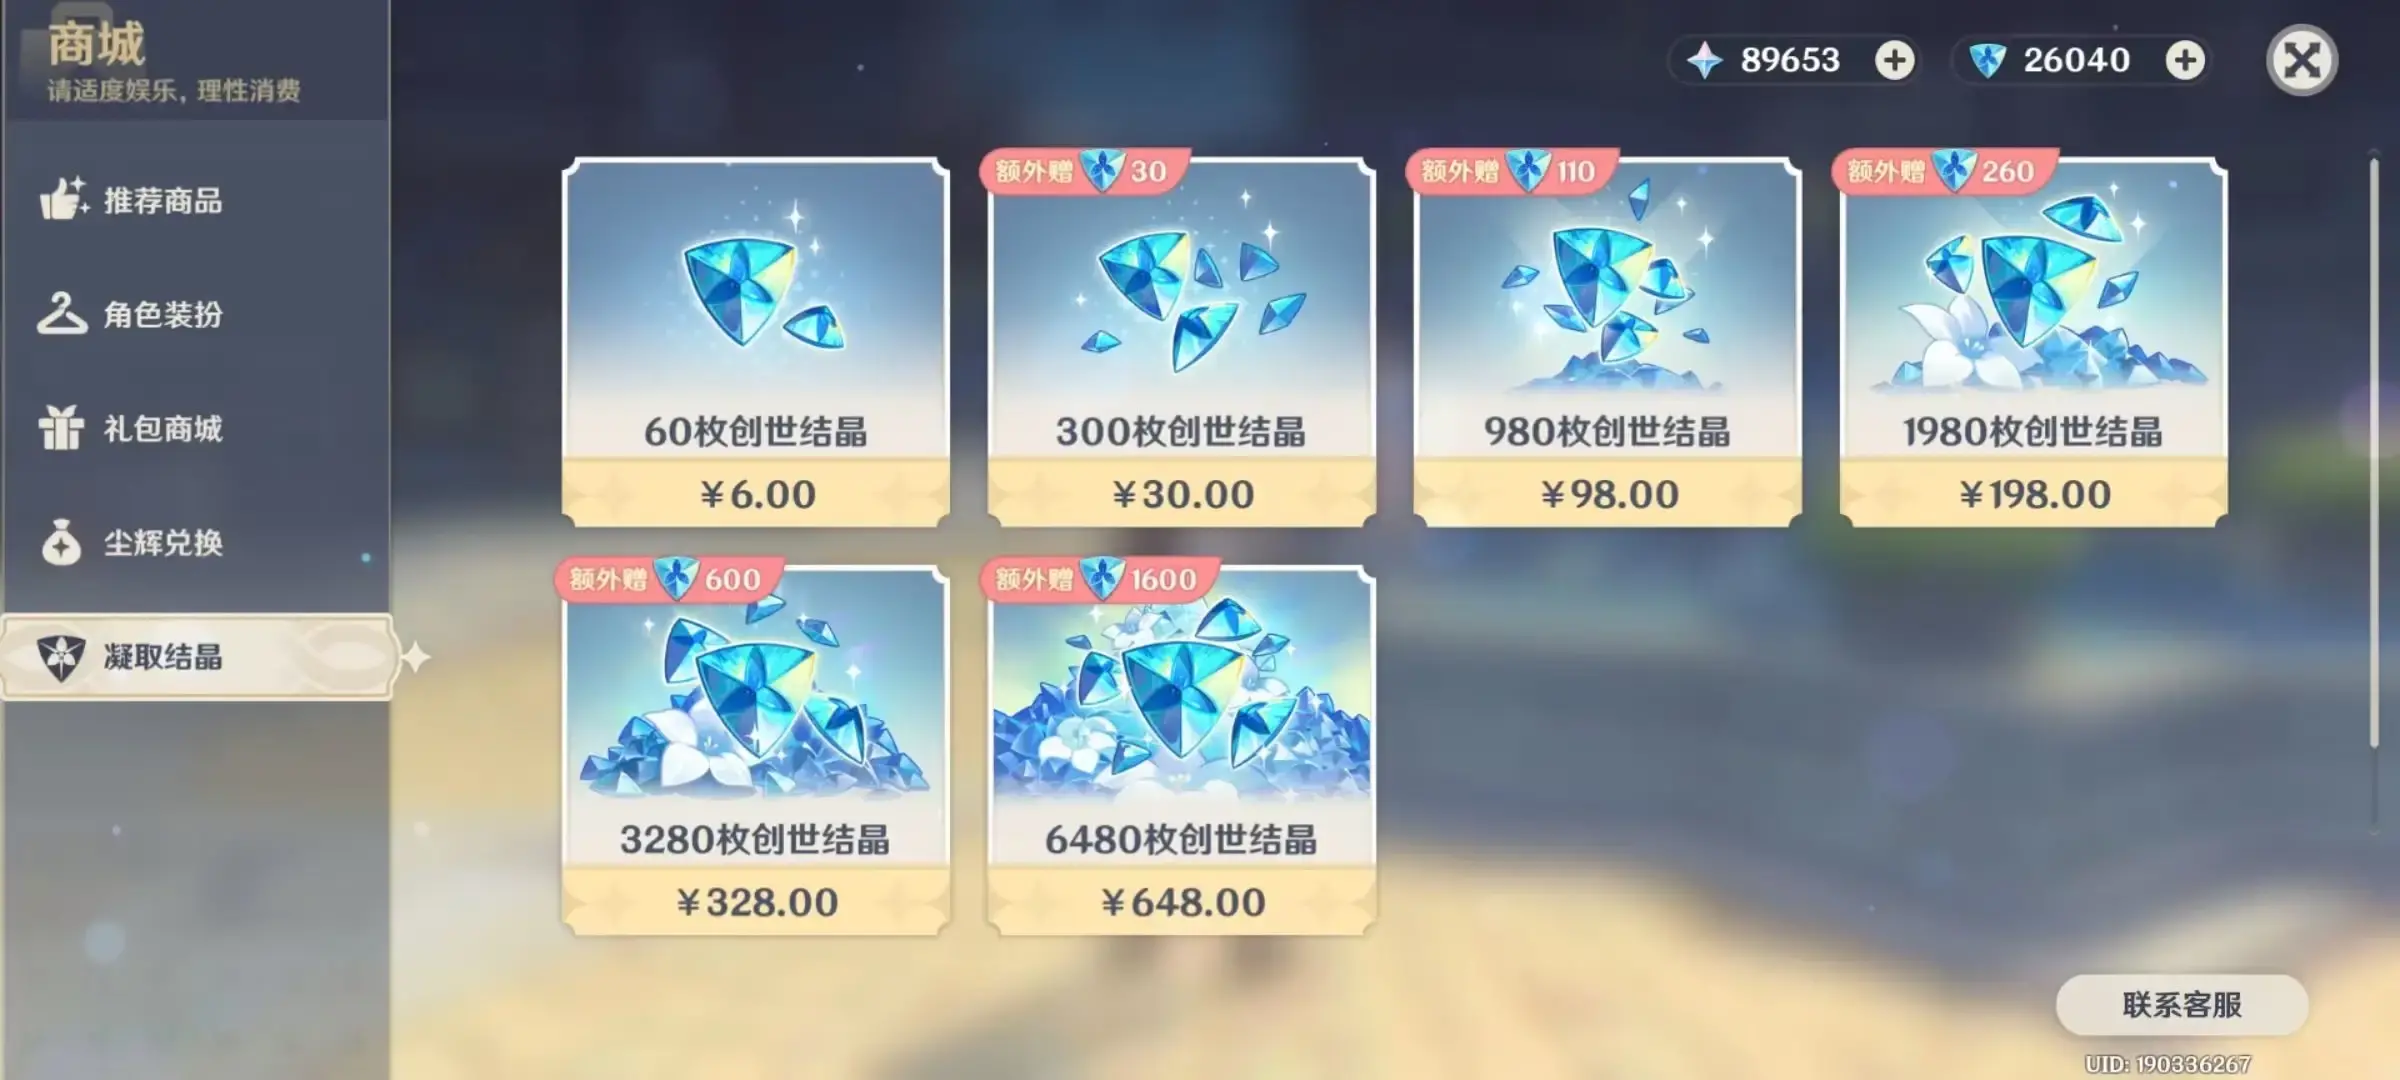 商城
请适度娱乐，理性消费
89653
26040
推荐商品
角色装扮
礼包商城
尘辉兑换
凝取结晶
60枚创世结晶
￥6.00
额外赠 30
300枚创世结晶
￥30.00
额外赠 110
980枚创世结晶
￥98.00
额外赠 260
1980枚创世结晶
￥198.00
额外赠 600
3280枚创世结晶
￥328.00
额外赠 1600
6480枚创世结晶
￥648.00
联系客服
UID: 190336267